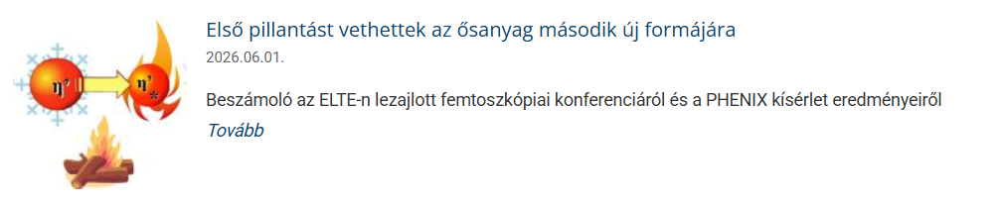 Első pillantást vethettek az ősanyag második új formájára
2026.06.01.
η' η'*
Beszámoló az ELTE-n lezajlott femtoszkópiai konferenciáról és a PHENIX kísérlet eredményeiről
Tovább